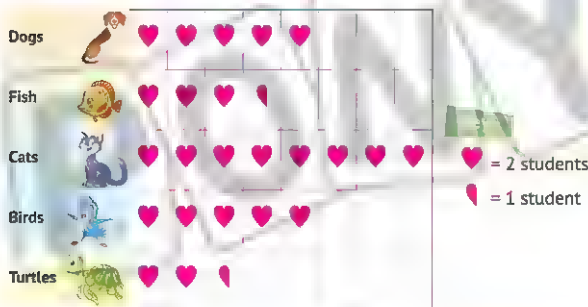 Dogs
Fish
Cats
= 2 students
= 1 student
Birds
Turtles